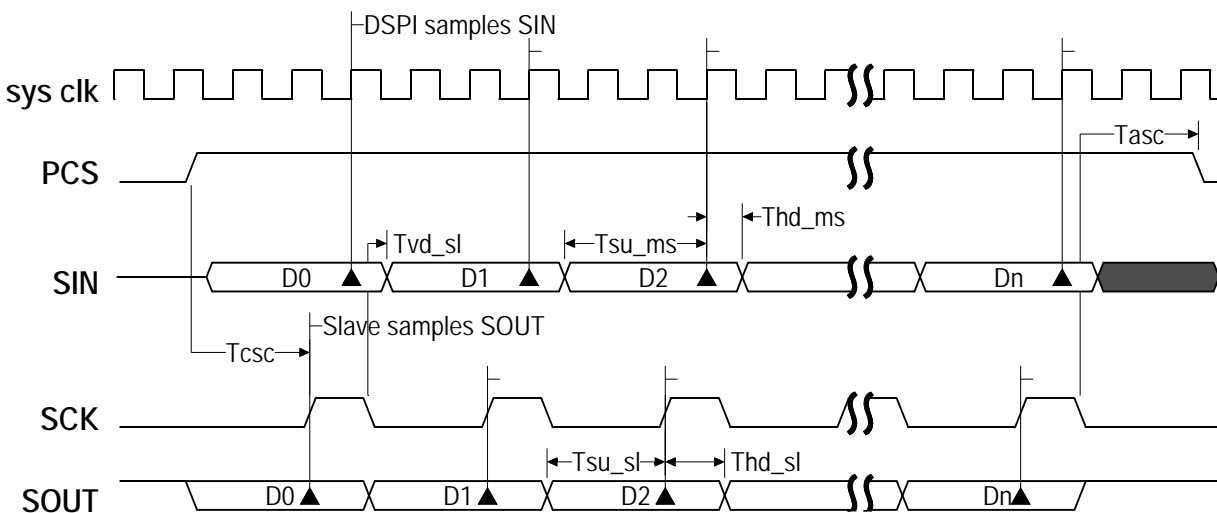 DSPI samples SIN
sys clk
Tasc
PCS
Thd_ms
Tvd_sl
Tsu_ms
SIN
D0
D1
D2
Dn
Slave samples SOUT
Tcsc
SCK
Tsu_sl
Thd_sl
SOUT
D0
D1
D2
Dn